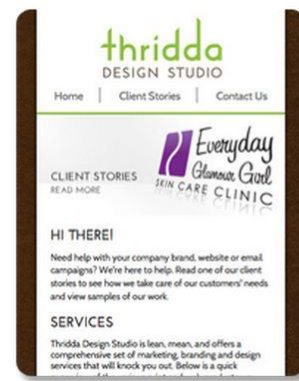 thridda
DESIGN STUDIO
Home | Client Stories | Contact Us
Everyday
Glamour Girl
SKIN CARE CLINIC
CLIENT STORIES
READ MORE
HI THERE!
Need help with your company brand, website or email
campaigns? We're here to help. Read one of our client
stories to see how we take care of our customers' needs
and view samples of our work.
SERVICES
Thridda Design Studio is lean, mean, and offers a
comprehensive set of marketing, branding and design
services that will knock you out. Below is a quick